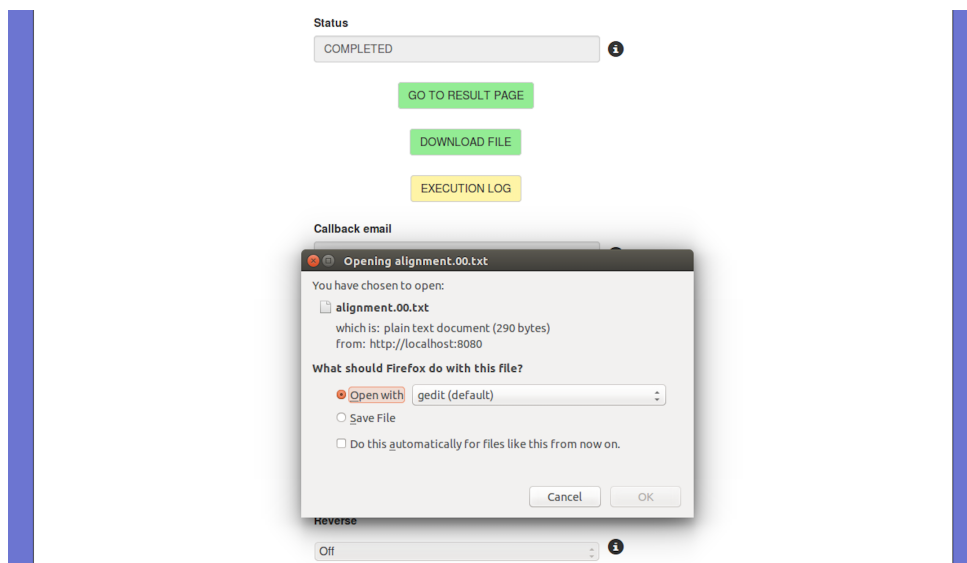 Status
COMPLETED
GO TO RESULT PAGE
DOWNLOAD FILE
EXECUTION LOG
Callback email
Opening alignment.00.txt
You have chosen to open:
alignment.00.txt
which is: plain text document (290 bytes)
from: http://localhost:8080
What should Firefox do with this file?
Open with gedit (default)
Save File
Do this automatically for files like this from now on.
Cancel OK
Reverse
Off